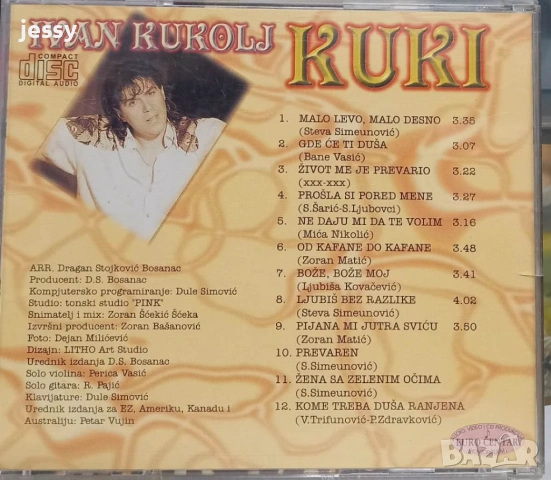 jessy
IVAN KUKOLJ KUKI
COMPACT
disc
DIGITAL AUDIO
1. MALO LEVO, MALO DESNO 3.35
(Steva Simeunović)
2. GDE ĆE TI DUŠA 3.07
(Bane Vasić)
3. ŽIVOT ME JE PREVARIO 3.22
(xxx-xxx)
4. PROŠLA SI PORED MENE 3.27
(S.Šarić-S.Ljubovci)
5. NE DAJU MI DA TE VOLIM 3.16
(Mića Nikolić)
6. OD KAFANE DO KAFANE 3.48
(Zoran Matić)
7. BOŽE, BOŽE MOJ 3.41
(Ljubiša Kovačević)
8. LJUBIŠ BEZ RAZLIKE 4.02
(Steva Simeunović)
9. PIJANA MI JUTRA SVIĆU 3.50
(Zoran Matić)
10. PREVAREN
(S.Simeunović)
11. ŽENA SA ZELENIM OČIMA
(S.Simeunović)
12. KOME TREBA DUŠA RANJENA
(V.Trifunović-P.Zdravković)
ARR. Dragan Stojković Bosanac
Producent: D.S. Bosanac
Kompjutersko programiranje: Dule Simović
Studio: tonski studio "PINK"
Snimatelj i mix: Zoran Šćekić Šćeka
Izvršni producent: Zoran Bašanović
Foto: Dejan Milićević
Dizajn: LITHO Art Studio
Urednik izdanja D.S. Bosanac
Solo violina: Perica Vasić
Solo gitara: R. Pajić
Klavijature: Dule Simović
Urednik izdanja za EZ, Ameriku, Kanadu i
Australiju: Petar Vujin
EURO CENTAR
BAZAR